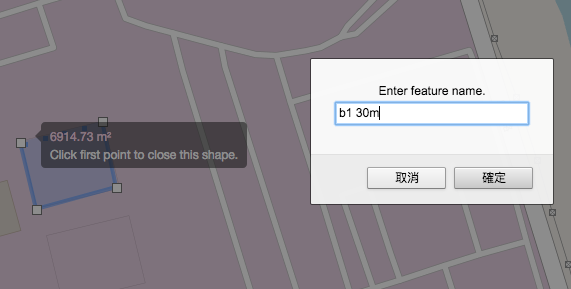 6914.73 m²
Click first point to close this shape.
Enter feature name.
b1 30m
取消
確定